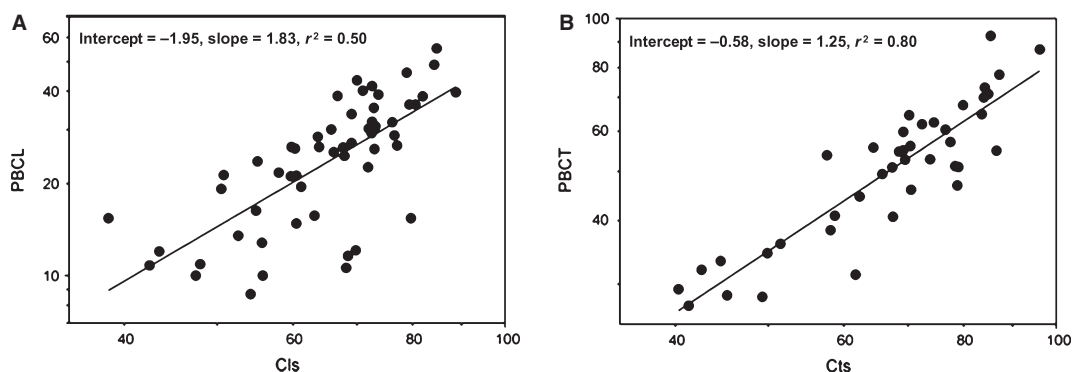 A
Intercept = –1.95, slope = 1.83, r² = 0.50
60
40
20
10
PBCL
40
60
80
100
Cls
B
Intercept = –0.58, slope = 1.25, r² = 0.80
100
80
60
40
PBCT
40
60
80
100
Cts